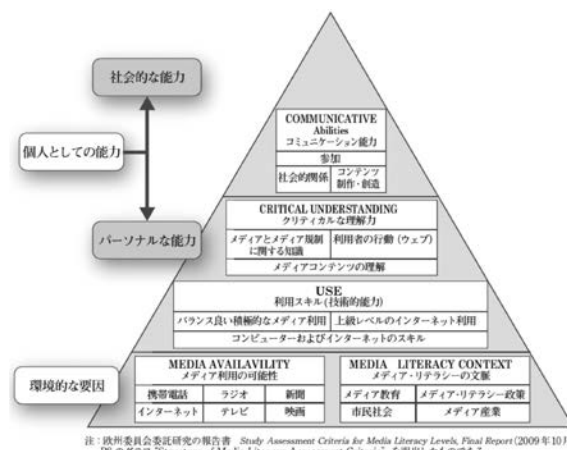 社会的な能力
個人としての能力
パーソナルな能力
環境的な要因
COMMUNICATIVE
Abilities
コミュニケーション能力
参加
社会的関係
コンテンツ
制作・創造
CRITICAL UNDERSTANDING
クリティカルな理解力
メディアとメディア規制
に関する知識
利用者の行動(ウェブ)
メディアコンテンツの理解
USE
利用スキル(技術的能力)
バランス良い積極的なメディア利用
上級レベルのインターネット利用
コンピューターおよびインターネットのスキル
MEDIA AVAILAVILITY
メディア利用の可能性
携帯電話 ラジオ 新聞
インターネット テレビ 映画
MEDIA LITERACY CONTEXT
メディア・リテラシーの文脈
メディア教育 メディア・リテラシー政策
市民社会 メディア産業
注:欧州委員会委託研究の報告書 Study Assessment Criteria for Media Literacy Levels, Final Report(2009年10月